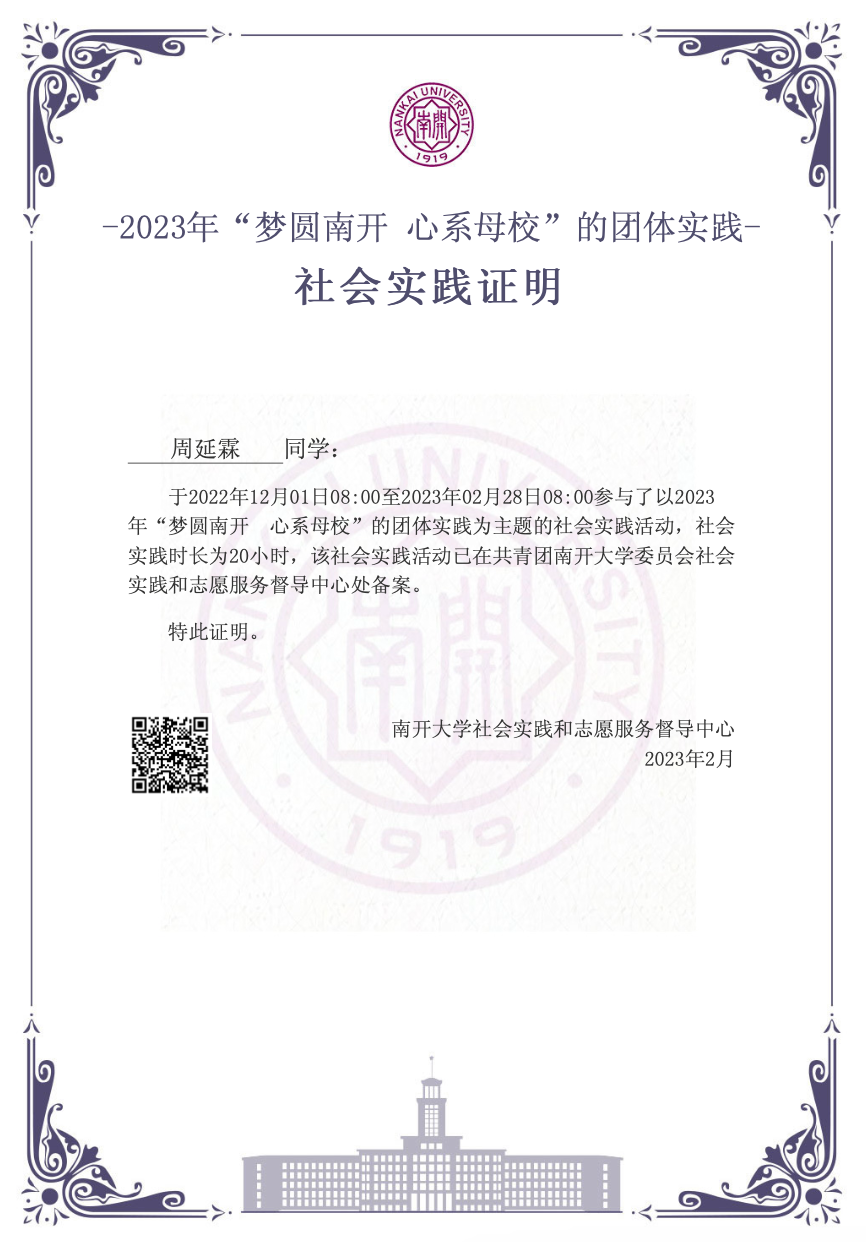 NANKAI UNIVERSITY
南開
1919
-2023年“梦圆南开 心系母校”的团体实践-
社会实践证明
周延霖 同学:
于2022年12月01日08:00至2023年02月28日08:00参与了以2023
年“梦圆南开 心系母校”的团体实践为主题的社会实践活动，社会
实践时长为20小时，该社会实践活动已在共青团南开大学委员会社会
实践和志愿服务督导中心处备案。
特此证明。
NANKAI UNIVERSITY
南開
1919
南开大学社会实践和志愿服务督导中心
2023年2月